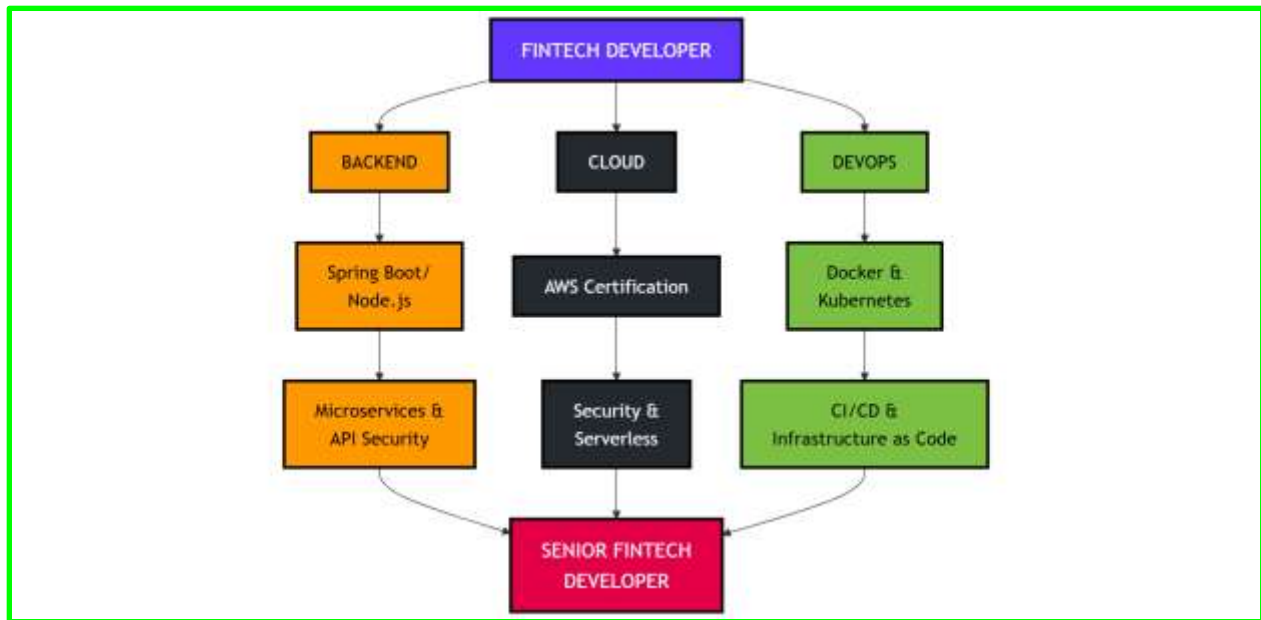 FINTECH DEVELOPER
BACKEND
CLOUD
DEVOPS
Spring Boot/
Node.js
AWS Certification
Docker &
Kubernetes
Microservices &
API Security
Security &
Serverless
CI/CD &
Infrastructure as Code
SENIOR FINTECH
DEVELOPER